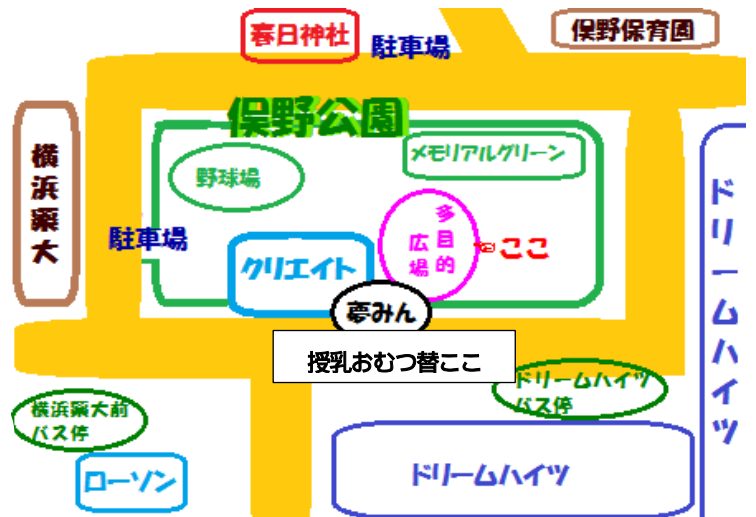 春日神社
駐車場
俣野保育園
俣野公園
横浜薬大
野球場
メモリアルグリーン
多目的
広場
☜ここ
駐車場
クリエイト
夢みん
授乳おむつ替ここ
ドリームハイツ
横浜薬大前
バス停
ドリームハイツ
バス停
ローソン
ドリームハイツ